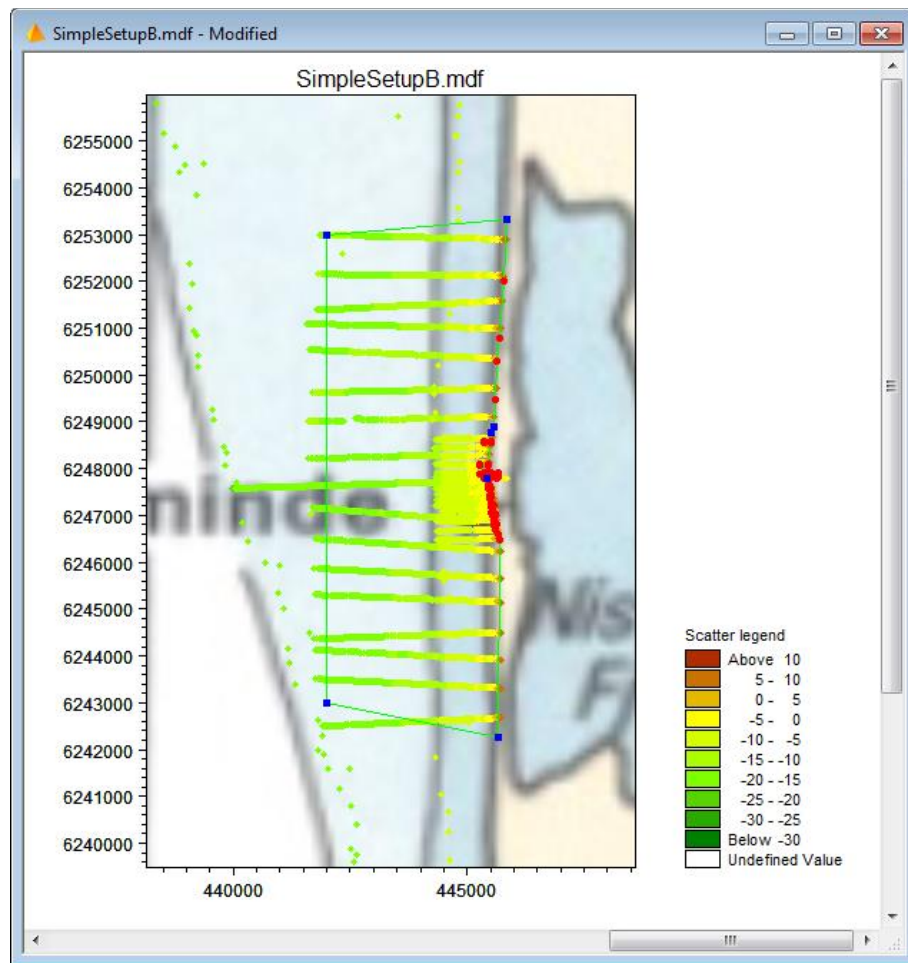 SimpleSetupB.mdf - Modified
SimpleSetupB.mdf
6255000
6254000
6253000
6252000
6251000
6250000
6249000
6248000
6247000
6246000
6245000
6244000
6243000
6242000
6241000
6240000
440000 445000
ninde
Nis
F
Scatter legend
Above 10
5 - 10
0 - 5
-5 - 0
-10 - -5
-15 - -10
-20 - -15
-25 - -20
-30 - -25
Below -30
Undefined Value